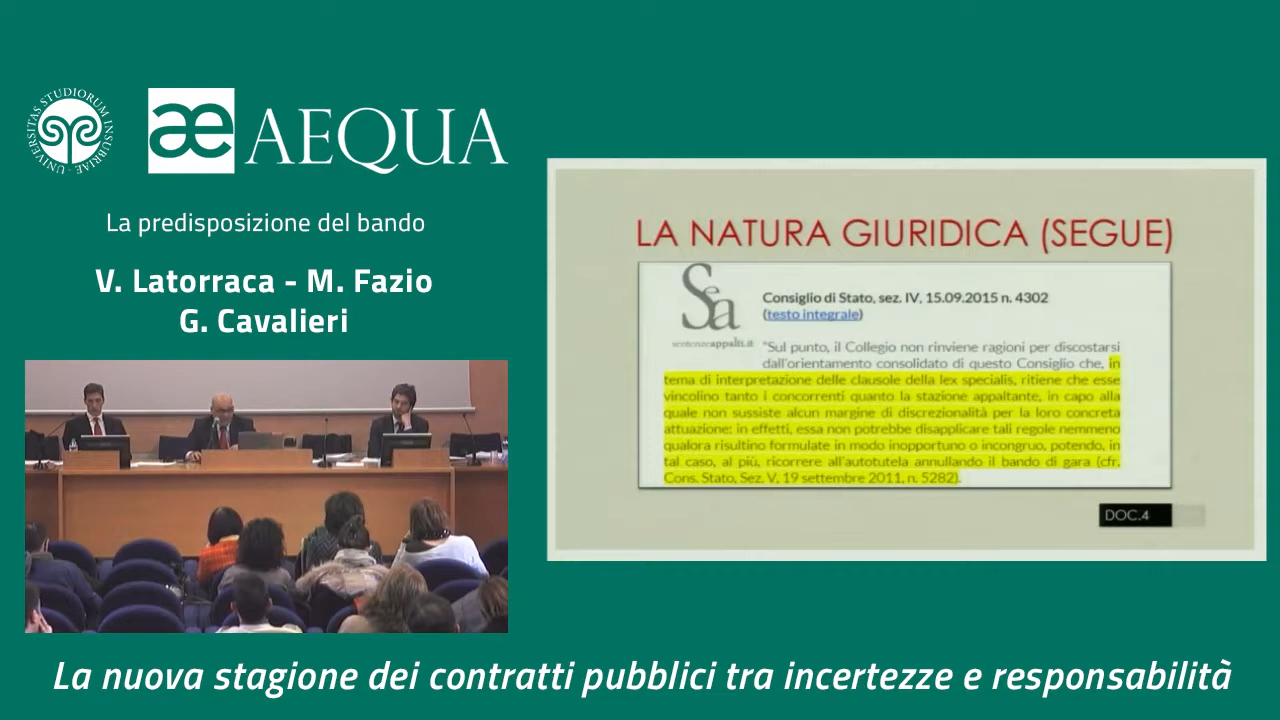 UNIVERSITAS STUDIORUM INSUBRIAE
æ AEQUA
La predisposizione del bando
V. Latorraca - M. Fazio
G. Cavalieri
LA NATURA GIURIDICA (SEGUE)
SeA
sentenzeappalti.it
Consiglio di Stato, sez. IV, 15.09.2015 n. 4302
(testo integrale)
"Sul punto, il Collegio non rinviene ragioni per discostarsi
dall'orientamento consolidato di questo Consiglio che, in
tema di interpretazione delle clausole della lex specialis, ritiene che esse
vincolino tanto i concorrenti quanto la stazione appaltante, in capo alla
quale non sussiste alcun margine di discrezionalità per la loro concreta
attuazione: in effetti, essa non potrebbe disapplicare tali regole nemmeno
qualora risultino formulate in modo inopportuno o incongruo, potendo, in
tal caso, al più, ricorrere all'autotutela annullando il bando di gara (cfr.
Cons. Stato, Sez. V, 19 settembre 2011, n. 5282).
DOC.4
La nuova stagione dei contratti pubblici tra incertezze e responsabilità